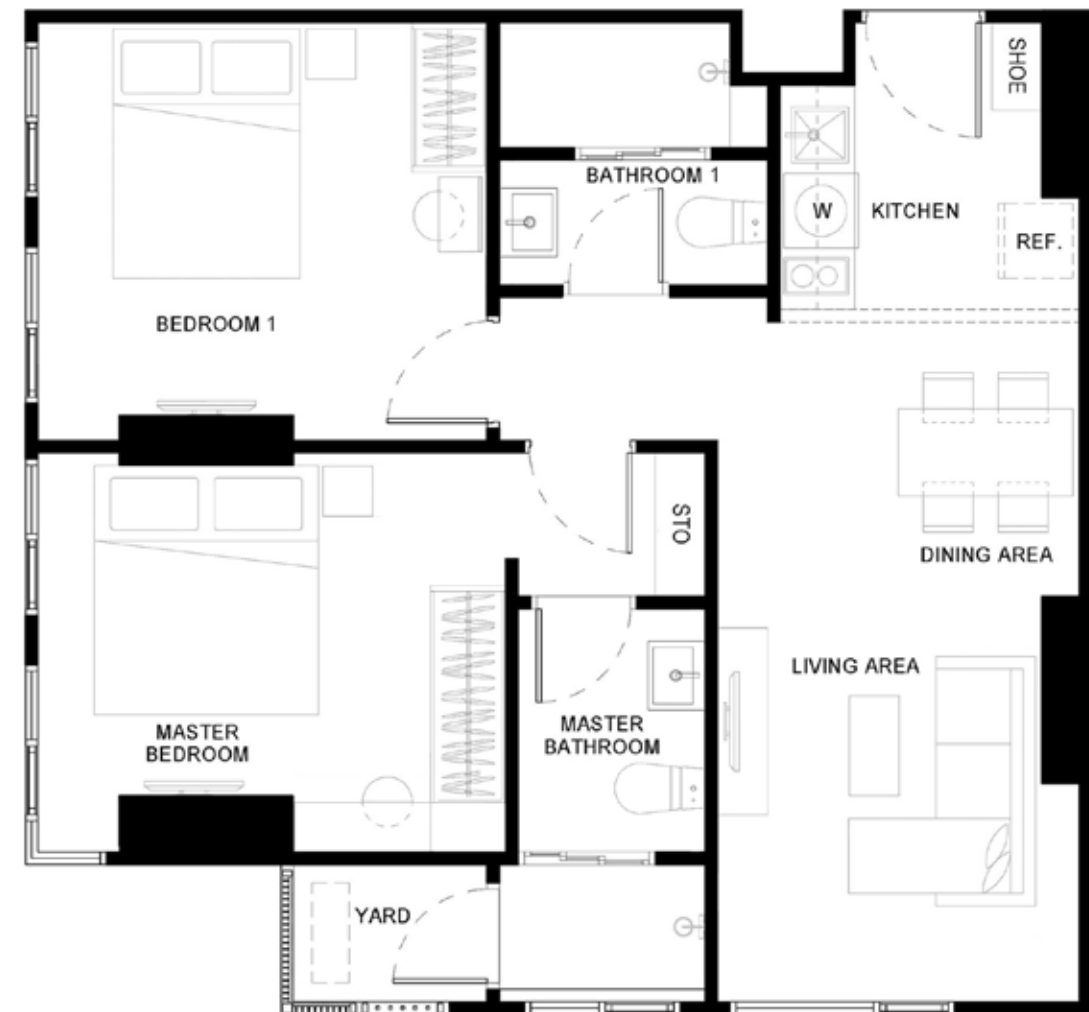 SHOE
BATHROOM 1
W
KITCHEN
REF.
BEDROOM 1
STO
DINING AREA
LIVING AREA
MASTER
BEDROOM
MASTER
BATHROOM
YARD